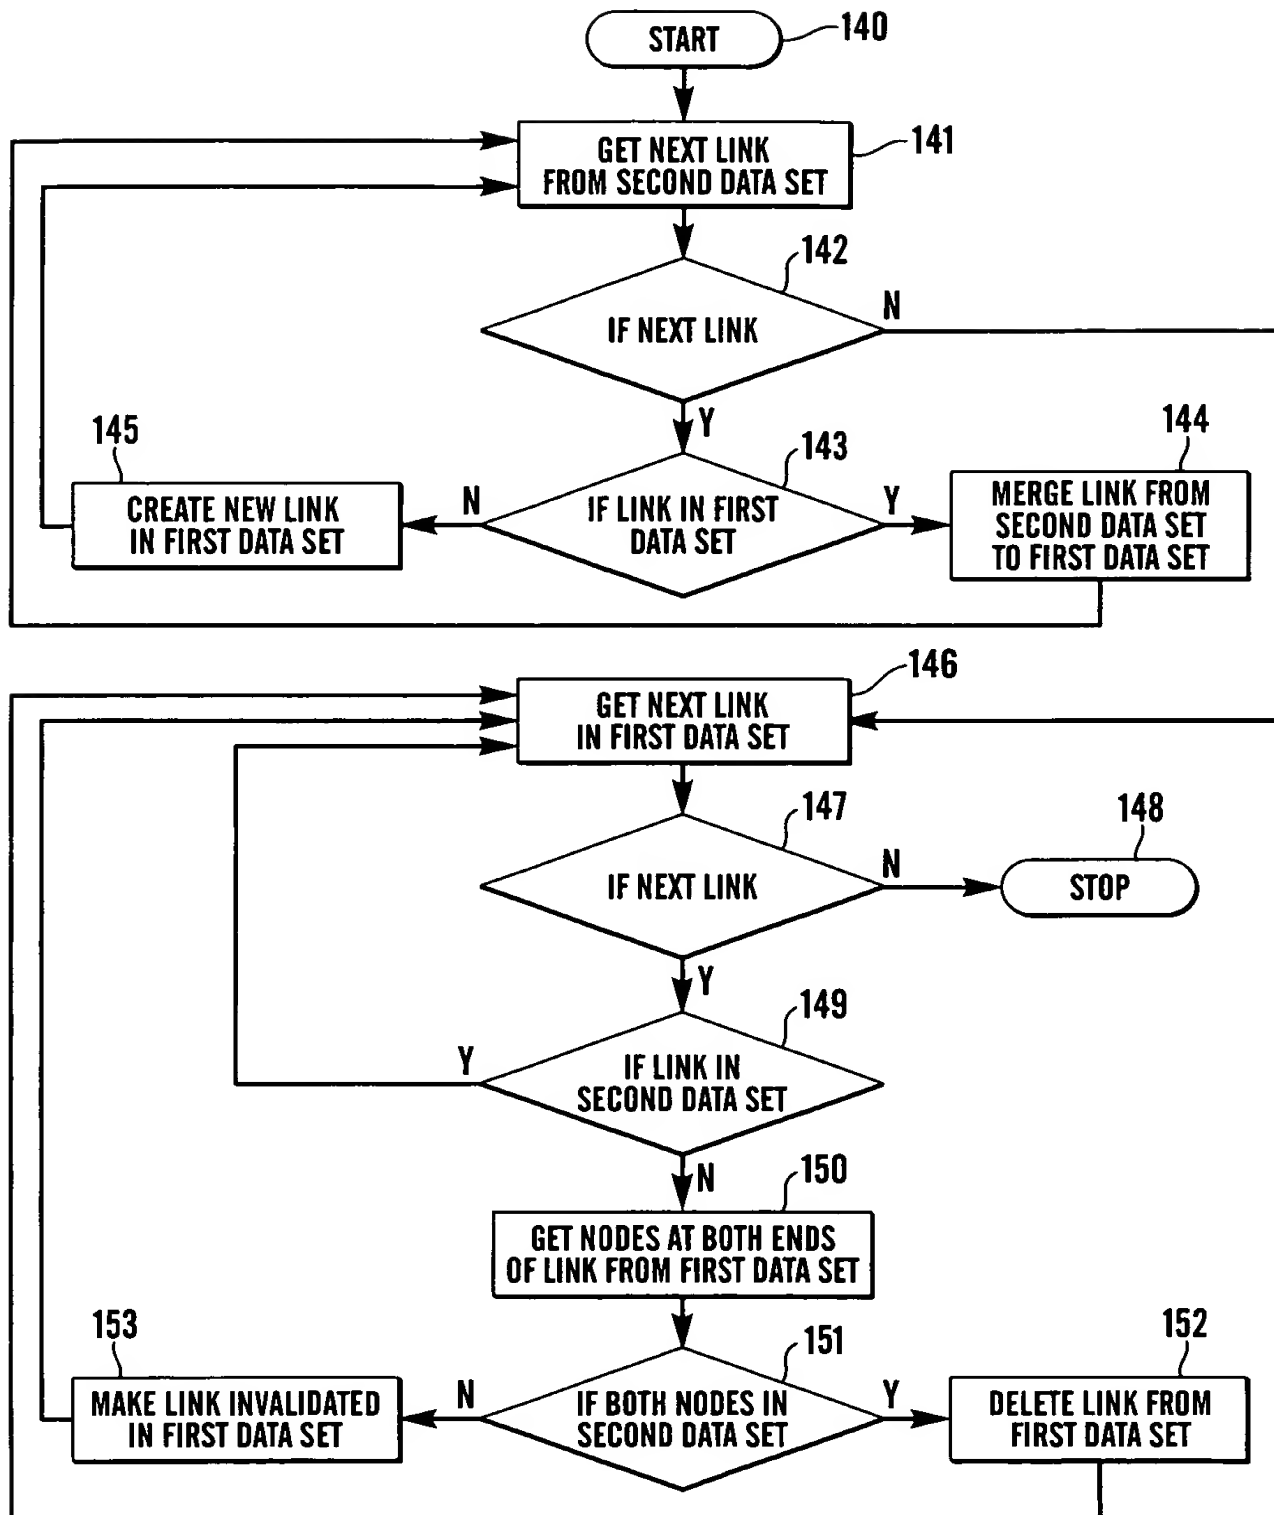 START
140
GET NEXT LINK
FROM SECOND DATA SET
141
142
IF NEXT LINK
N
Y
145
143
144
CREATE NEW LINK
IN FIRST DATA SET
N
IF LINK IN FIRST
DATA SET
Y
MERGE LINK FROM
SECOND DATA SET
TO FIRST DATA SET
146
GET NEXT LINK
IN FIRST DATA SET
147
148
IF NEXT LINK
N
STOP
Y
149
Y
IF LINK IN
SECOND DATA SET
N
150
GET NODES AT BOTH ENDS
OF LINK FROM FIRST DATA SET
153
151
152
MAKE LINK INVALIDATED
IN FIRST DATA SET
N
IF BOTH NODES IN
SECOND DATA SET
Y
DELETE LINK FROM
FIRST DATA SET